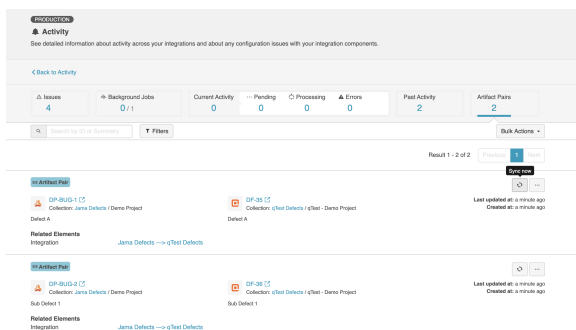 PRODUCTION
Activity
See detailed information about activity across your integrations and about any configuration issues with your integration components.
Back to Activity
Issues
4
Background Jobs
0 / 1
Current Activity
0
Pending
0
Processing
0
Errors
0
Past Activity
2
Artifact Pairs
2
Search by ID or Summary
Filters
Bulk Actions
Result 1 - 2 of 2
Previous
1
Next
Sync now
Artifact Pair
DP-BUG-1
Collection: Jama Defects / Demo Project
Defect A
DF-35
Collection: qTest Defects / qTest - Demo Project
Defect A
Last updated at: a minute ago
Created at: a minute ago
Related Elements
Integration Jama Defects —> qTest Defects
Artifact Pair
DP-BUG-2
Collection: Jama Defects / Demo Project
Sub Defect 1
DF-36
Collection: qTest Defects / qTest - Demo Project
Sub Defect 1
Last updated at: a minute ago
Created at: a minute ago
Related Elements
Integration Jama Defects —> qTest Defects